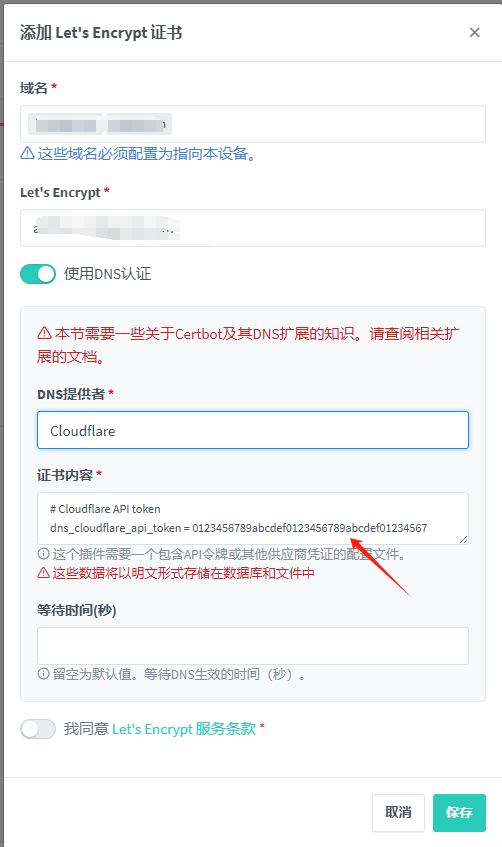 添加 Let's Encrypt 证书
域名 *
这些域名必须配置为指向本设备。
Let's Encrypt *
使用DNS认证
本节需要一些关于Certbot及其DNS扩展的知识。请查阅相关扩
展的文档。
DNS提供者 *
Cloudflare
证书内容 *
# Cloudflare API token
dns_cloudflare_api_token = 0123456789abcdef0123456789abcdef01234567
这个插件需要一个包含API令牌或其他供应商凭证的配置文件。
这些数据将以明文形式存储在数据库和文件中
等待时间(秒)
留空为默认值。等待DNS生效的时间（秒）。
我同意 Let's Encrypt 服务条款 *
取消
保存